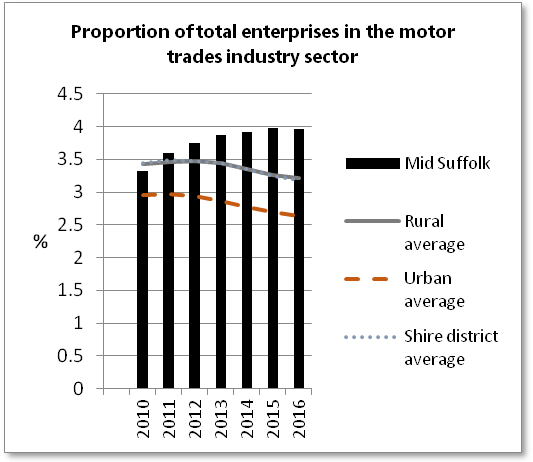 Proportion of total enterprises in the motor
trades industry sector
4.5
4
3.5
3
2.5
2
1.5
1
0.5
0
%
2010
2011
2012
2013
2014
2015
2016
Mid Suffolk
Rural
average
Urban
average
Shire district
average